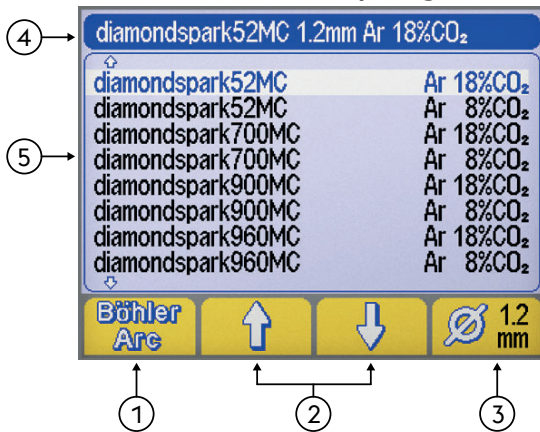 4 diamondspark52MC 1.2mm Ar 18%CO₂
diamondspark52MC Ar 18%CO₂
diamondspark52MC Ar 8%CO₂
diamondspark700MC Ar 18%CO₂
5 diamondspark700MC Ar 8%CO₂
diamondspark900MC Ar 18%CO₂
diamondspark900MC Ar 8%CO₂
diamondspark960MC Ar 18%CO₂
diamondspark960MC Ar 8%CO₂
Böhler Arc
1.2 mm
1 2 3